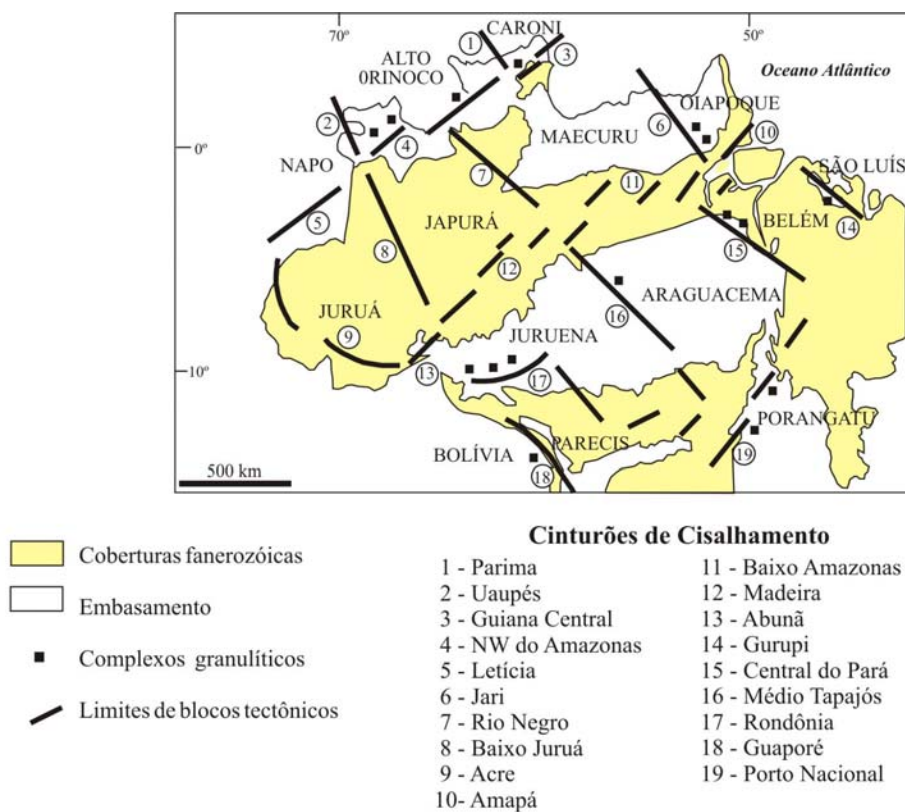 70º
50º
CARONI
1
3
ALTO
0RINOCO
Oceano Atlântico
2
4
OIAPOQUE
6
10
MAECURU
0º
NAPO
7
11
SÃO LUÍS
5
8
JAPURÁ
BELÉM
14
15
12
ARAGUACEMA
16
JURUÁ
9
JURUENA
10º
13
17
PORANGATU
BOLÍVIA
PARECIS
18
19
500 km
Coberturas fanerozóicas
Embasamento
Complexos granulíticos
Limites de blocos tectônicos
Cinturões de Cisalhamento
1 - Parima
2 - Uaupés
3 - Guiana Central
4 - NW do Amazonas
5 - Letícia
6 - Jari
7 - Rio Negro
8 - Baixo Juruá
9 - Acre
10- Amapá
11 - Baixo Amazonas
12 - Madeira
13 - Abunã
14 - Gurupi
15 - Central do Pará
16 - Médio Tapajós
17 - Rondônia
18 - Guaporé
19 - Porto Nacional